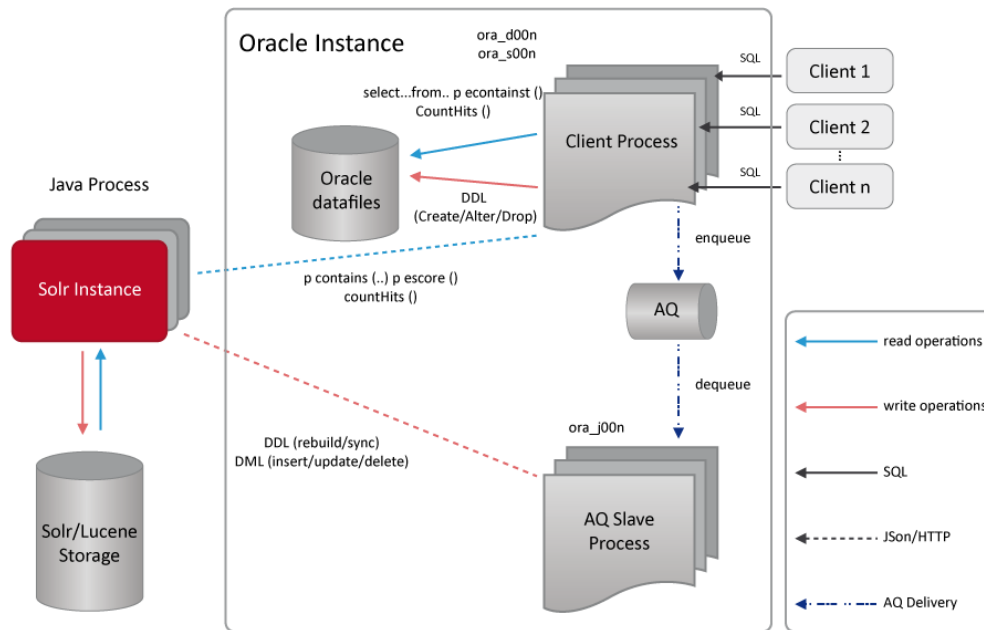 Oracle Instance
ora_d00n
ora_s00n
SQL
Client 1
select...from.. p econtainst ()
CountHits ()
SQL
Client 2
Client Process
Oracle
datafiles
SQL
Client n
Java Process
DDL
(Create/Alter/Drop)
enqueue
p contains (..) p escore ()
countHits ()
Solr Instance
AQ
read operations
dequeue
write operations
ora_j00n
DDL (rebuild/sync)
DML (insert/update/delete)
SQL
Solr/Lucene
Storage
AQ Slave
Process
JSon/HTTP
AQ Delivery